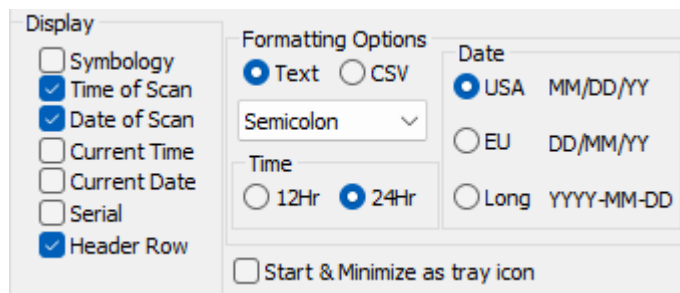 Display
Symbology
Time of Scan
Date of Scan
Current Time
Current Date
Serial
Header Row
Formatting Options
Text CSV
Semicolon
Time
12Hr 24Hr
Date
USA MM/DD/YY
EU DD/MM/YY
Long YYYY-MM-DD
Start & Minimize as tray icon